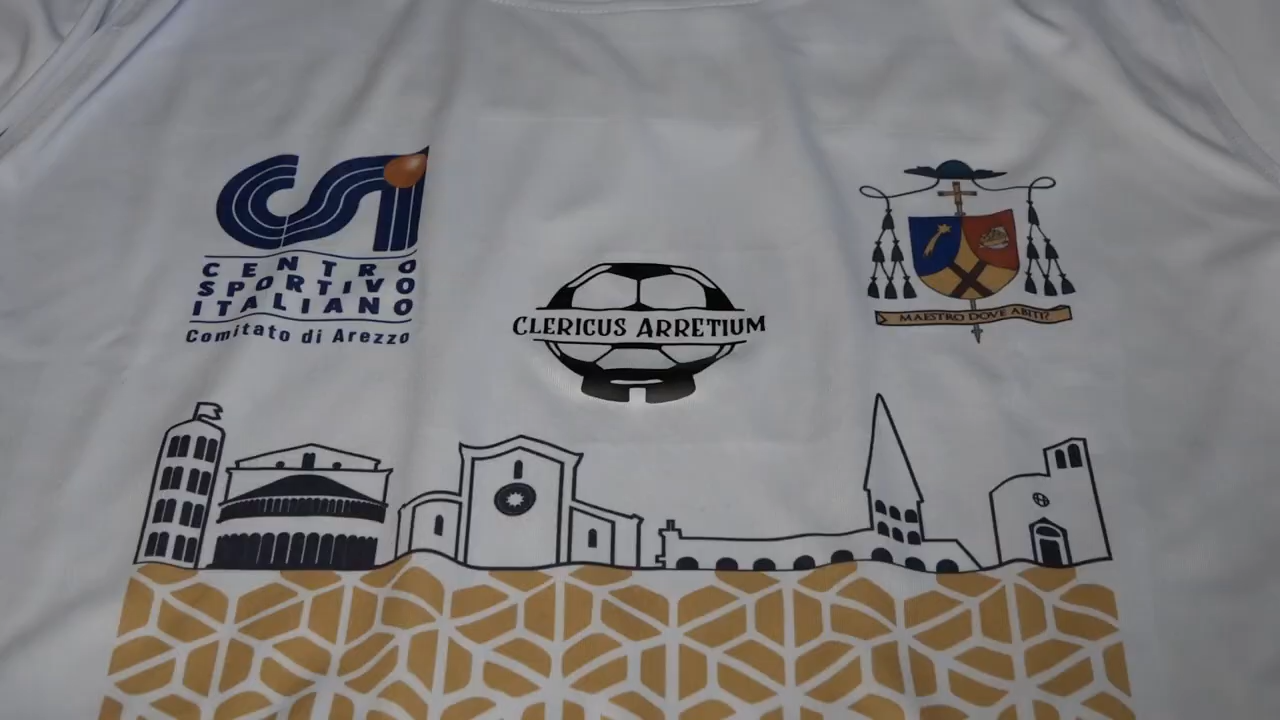 CSI
CENTRO
SPORTIVO
ITALIANO
Comitato di Arezzo
CLERICUS ARRETIUM
MAESTRO DOVE ABITI?